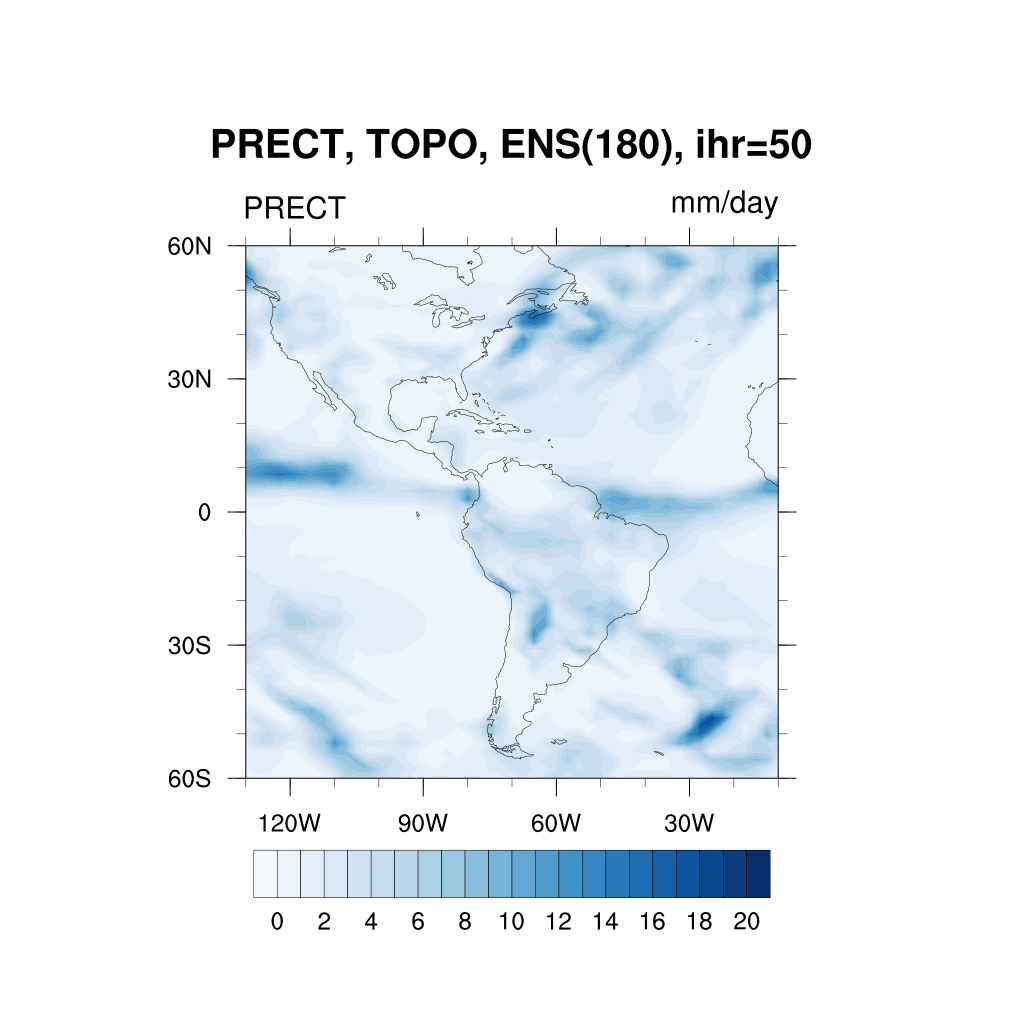 PRECT, TOPO, ENS(180), ihr=50
PRECT mm/day
60N
30N
0
30S
60S
120W 90W 60W 30W
0 2 4 6 8 10 12 14 16 18 20